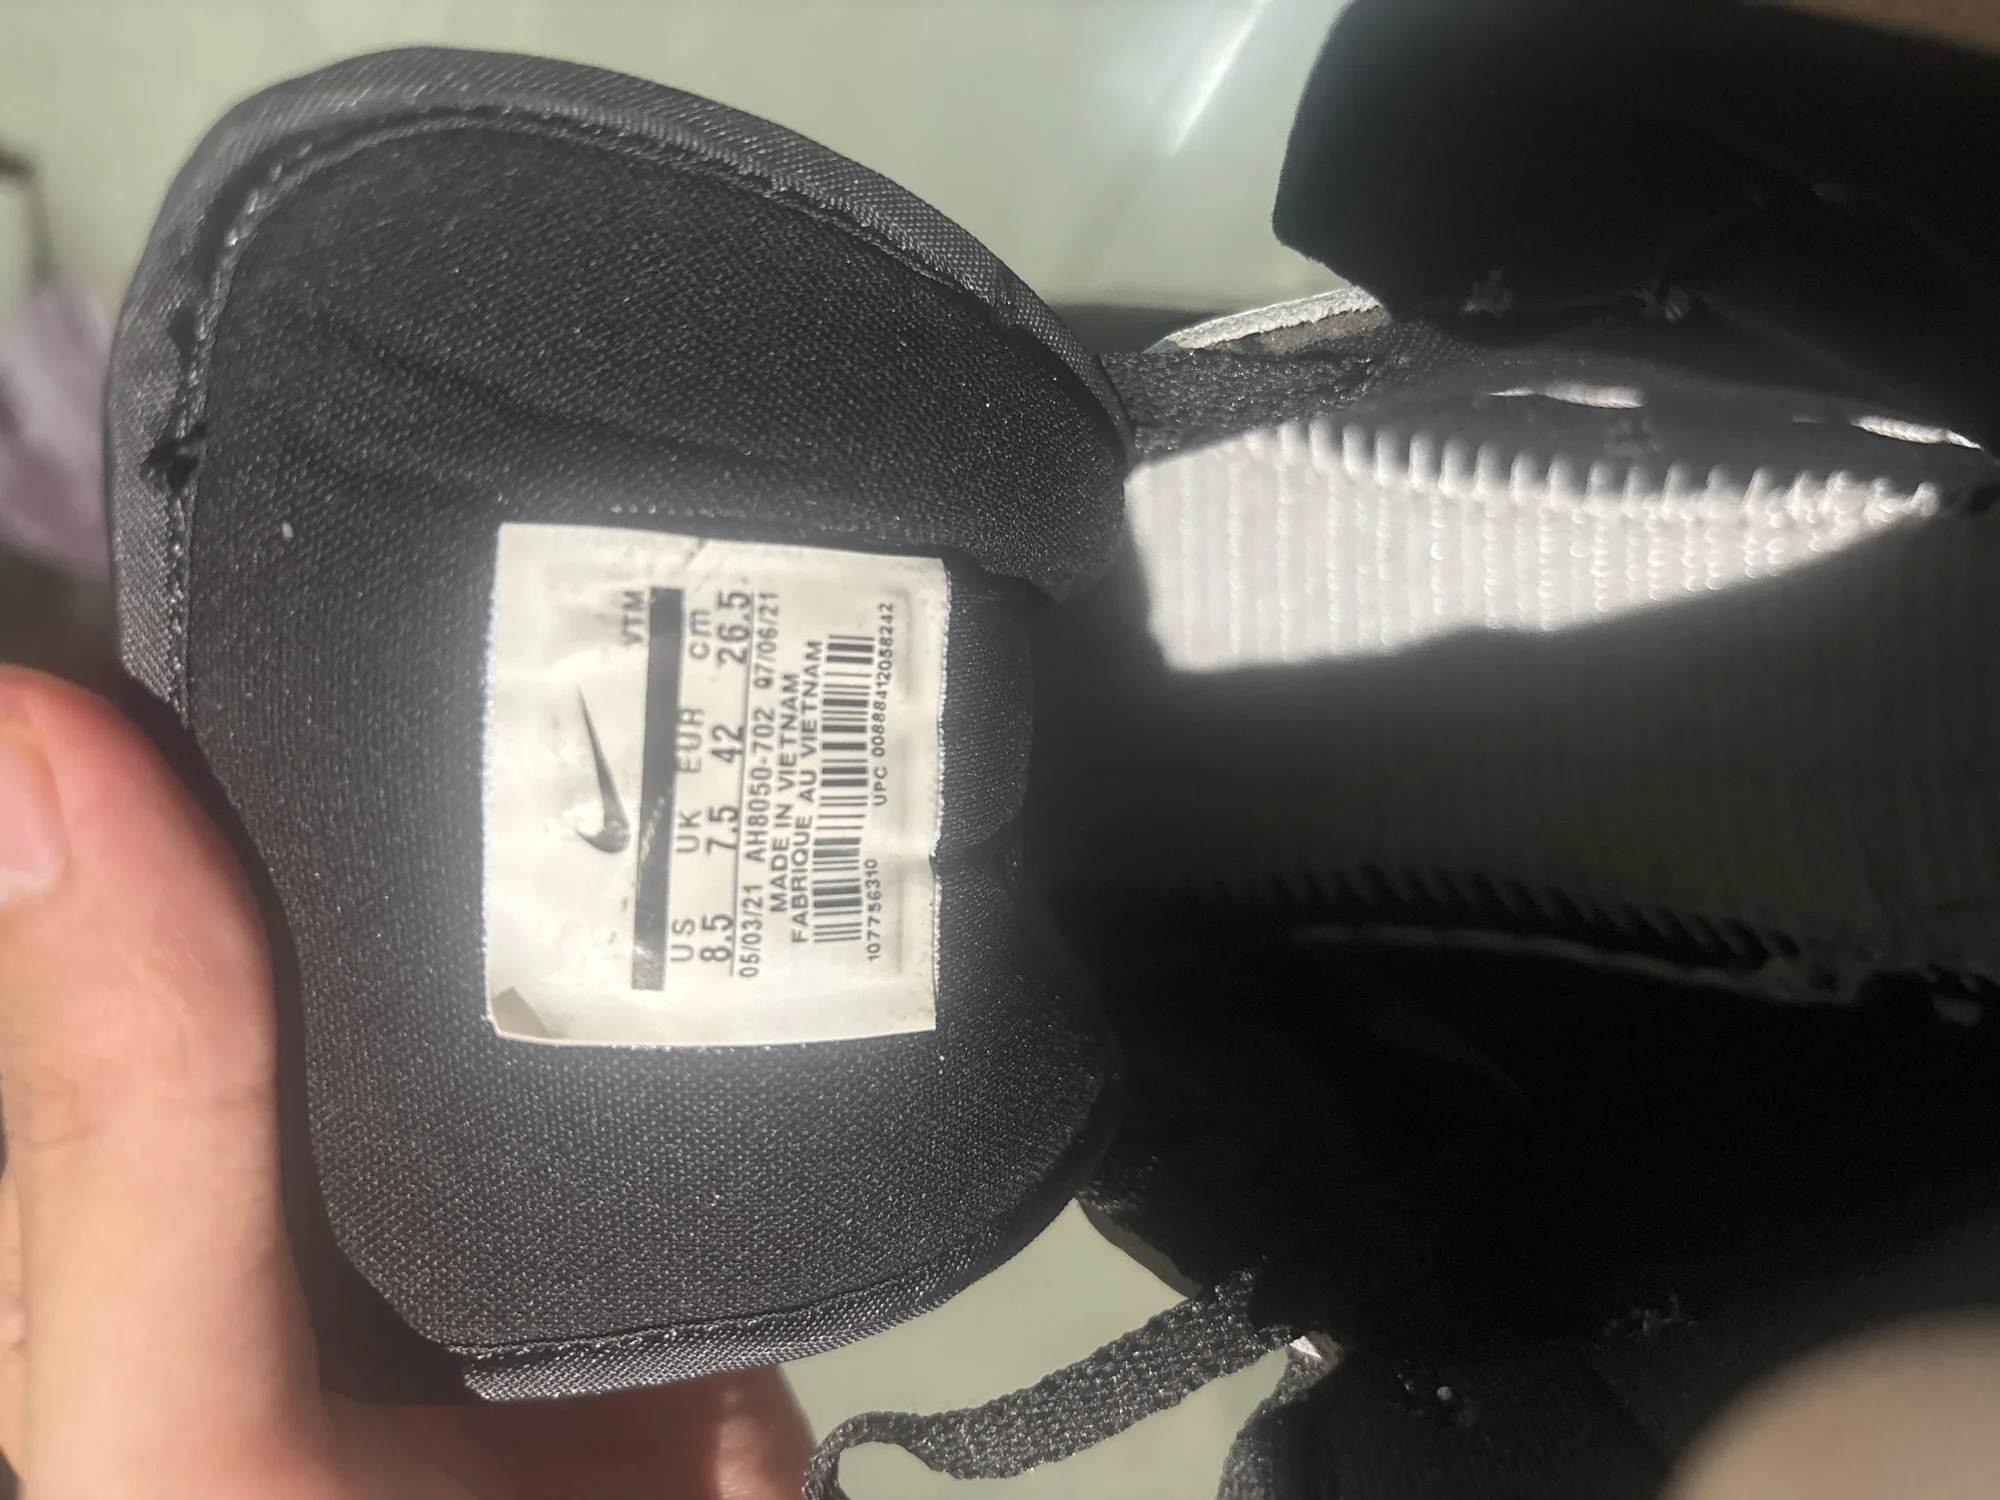 VTM
US UK EUR cm
8.5 7.5 42 26.5
05/03/21 AH8050-702 07/06/21
MADE IN VIETNAM
FABRIQUE AU VIETNAM
107756310 UPC 00888412058242